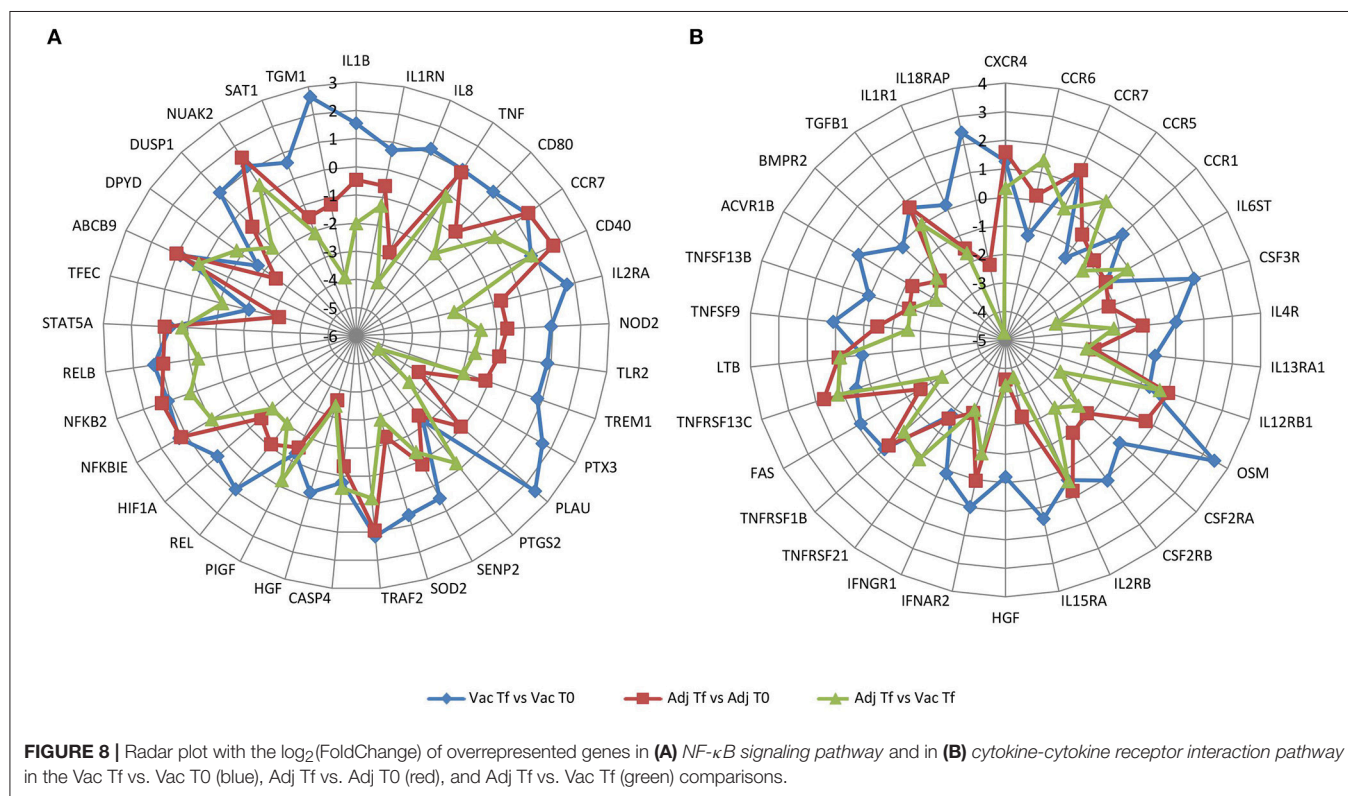 A
IL1B
IL1RN
IL8
TNF
CD80
CCR7
CD40
IL2RA
NOD2
TLR2
TREM1
PTX3
PLAU
PTGS2
SENP2
SOD2
TRAF2
CASP4
HGF
PIGF
REL
HIF1A
NFKBIE
NFKB2
RELB
STAT5A
TFEC
ABCB9
DPYD
DUSP1
NUAK2
SAT1
TGM1
3
2
1
0
-1
-2
-3
-4
-5
-6
B
CXCR4
CCR6
CCR7
CCR5
CCR1
IL6ST
CSF3R
IL4R
IL13RA1
IL12RB1
OSM
CSF2RA
CSF2RB
IL2RB
IL15RA
HGF
IFNAR2
IFNGR1
TNFRSF21
TNFRSF1B
FAS
TNFRSF13C
LTB
TNFSF9
TNFSF13B
ACVR1B
BMPR2
TGFB1
IL1R1
IL18RAP
4
3
2
1
0
-1
-2
-3
-4
-5
Vac Tf vs Vac T0
Adj Tf vs Adj T0
Adj Tf vs Vac Tf
FIGURE 8 | Radar plot with the log₂(FoldChange) of overrepresented genes in (A) NF-κB signaling pathway and in (B) cytokine-cytokine receptor interaction pathway
in the Vac Tf vs. Vac T0 (blue), Adj Tf vs. Adj T0 (red), and Adj Tf vs. Vac Tf (green) comparisons.